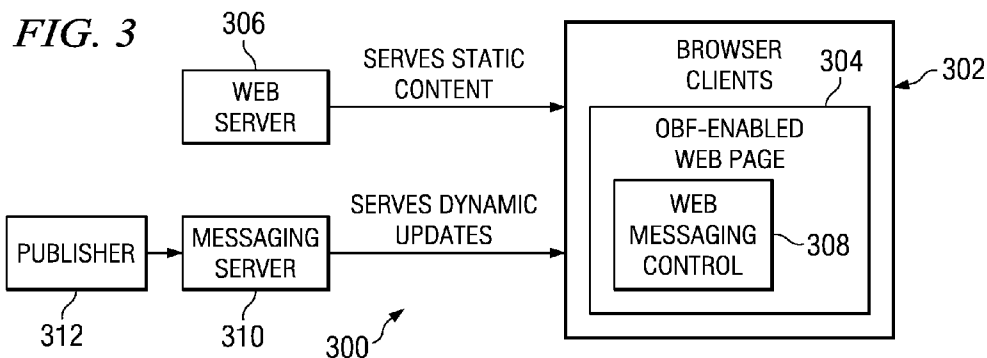 FIG. 3
306
WEB
SERVER
SERVES STATIC
CONTENT
BROWSER
CLIENTS
304
302
OBF-ENABLED
WEB PAGE
WEB
MESSAGING
CONTROL
308
PUBLISHER
312
MESSAGING
SERVER
310
SERVES DYNAMIC
UPDATES
300